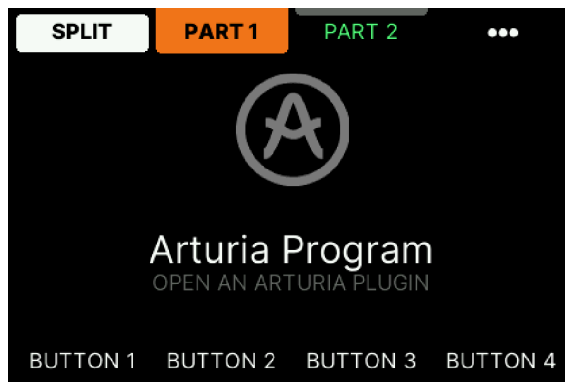 SPLIT PART 1 PART 2 •••
Arturia Program
OPEN AN ARTURIA PLUGIN
BUTTON 1 BUTTON 2 BUTTON 3 BUTTON 4